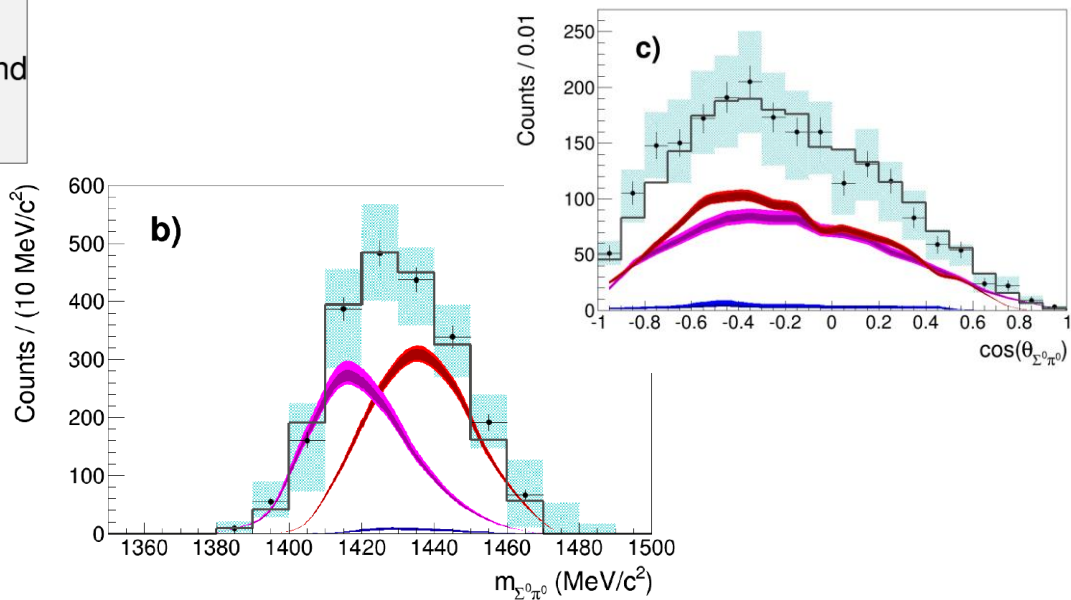 nd
b)
Counts / (10 MeV/c²)
600
500
400
300
200
100
0
1360 1380 1400 1420 1440 1460 1480 1500
m_Σ⁰π⁰ (MeV/c²)
c)
Counts / 0.01
250
200
150
100
50
0
-1 -0.8 -0.6 -0.4 -0.2 0 0.2 0.4 0.6 0.8 1
cos(θ_Σ⁰π⁰)